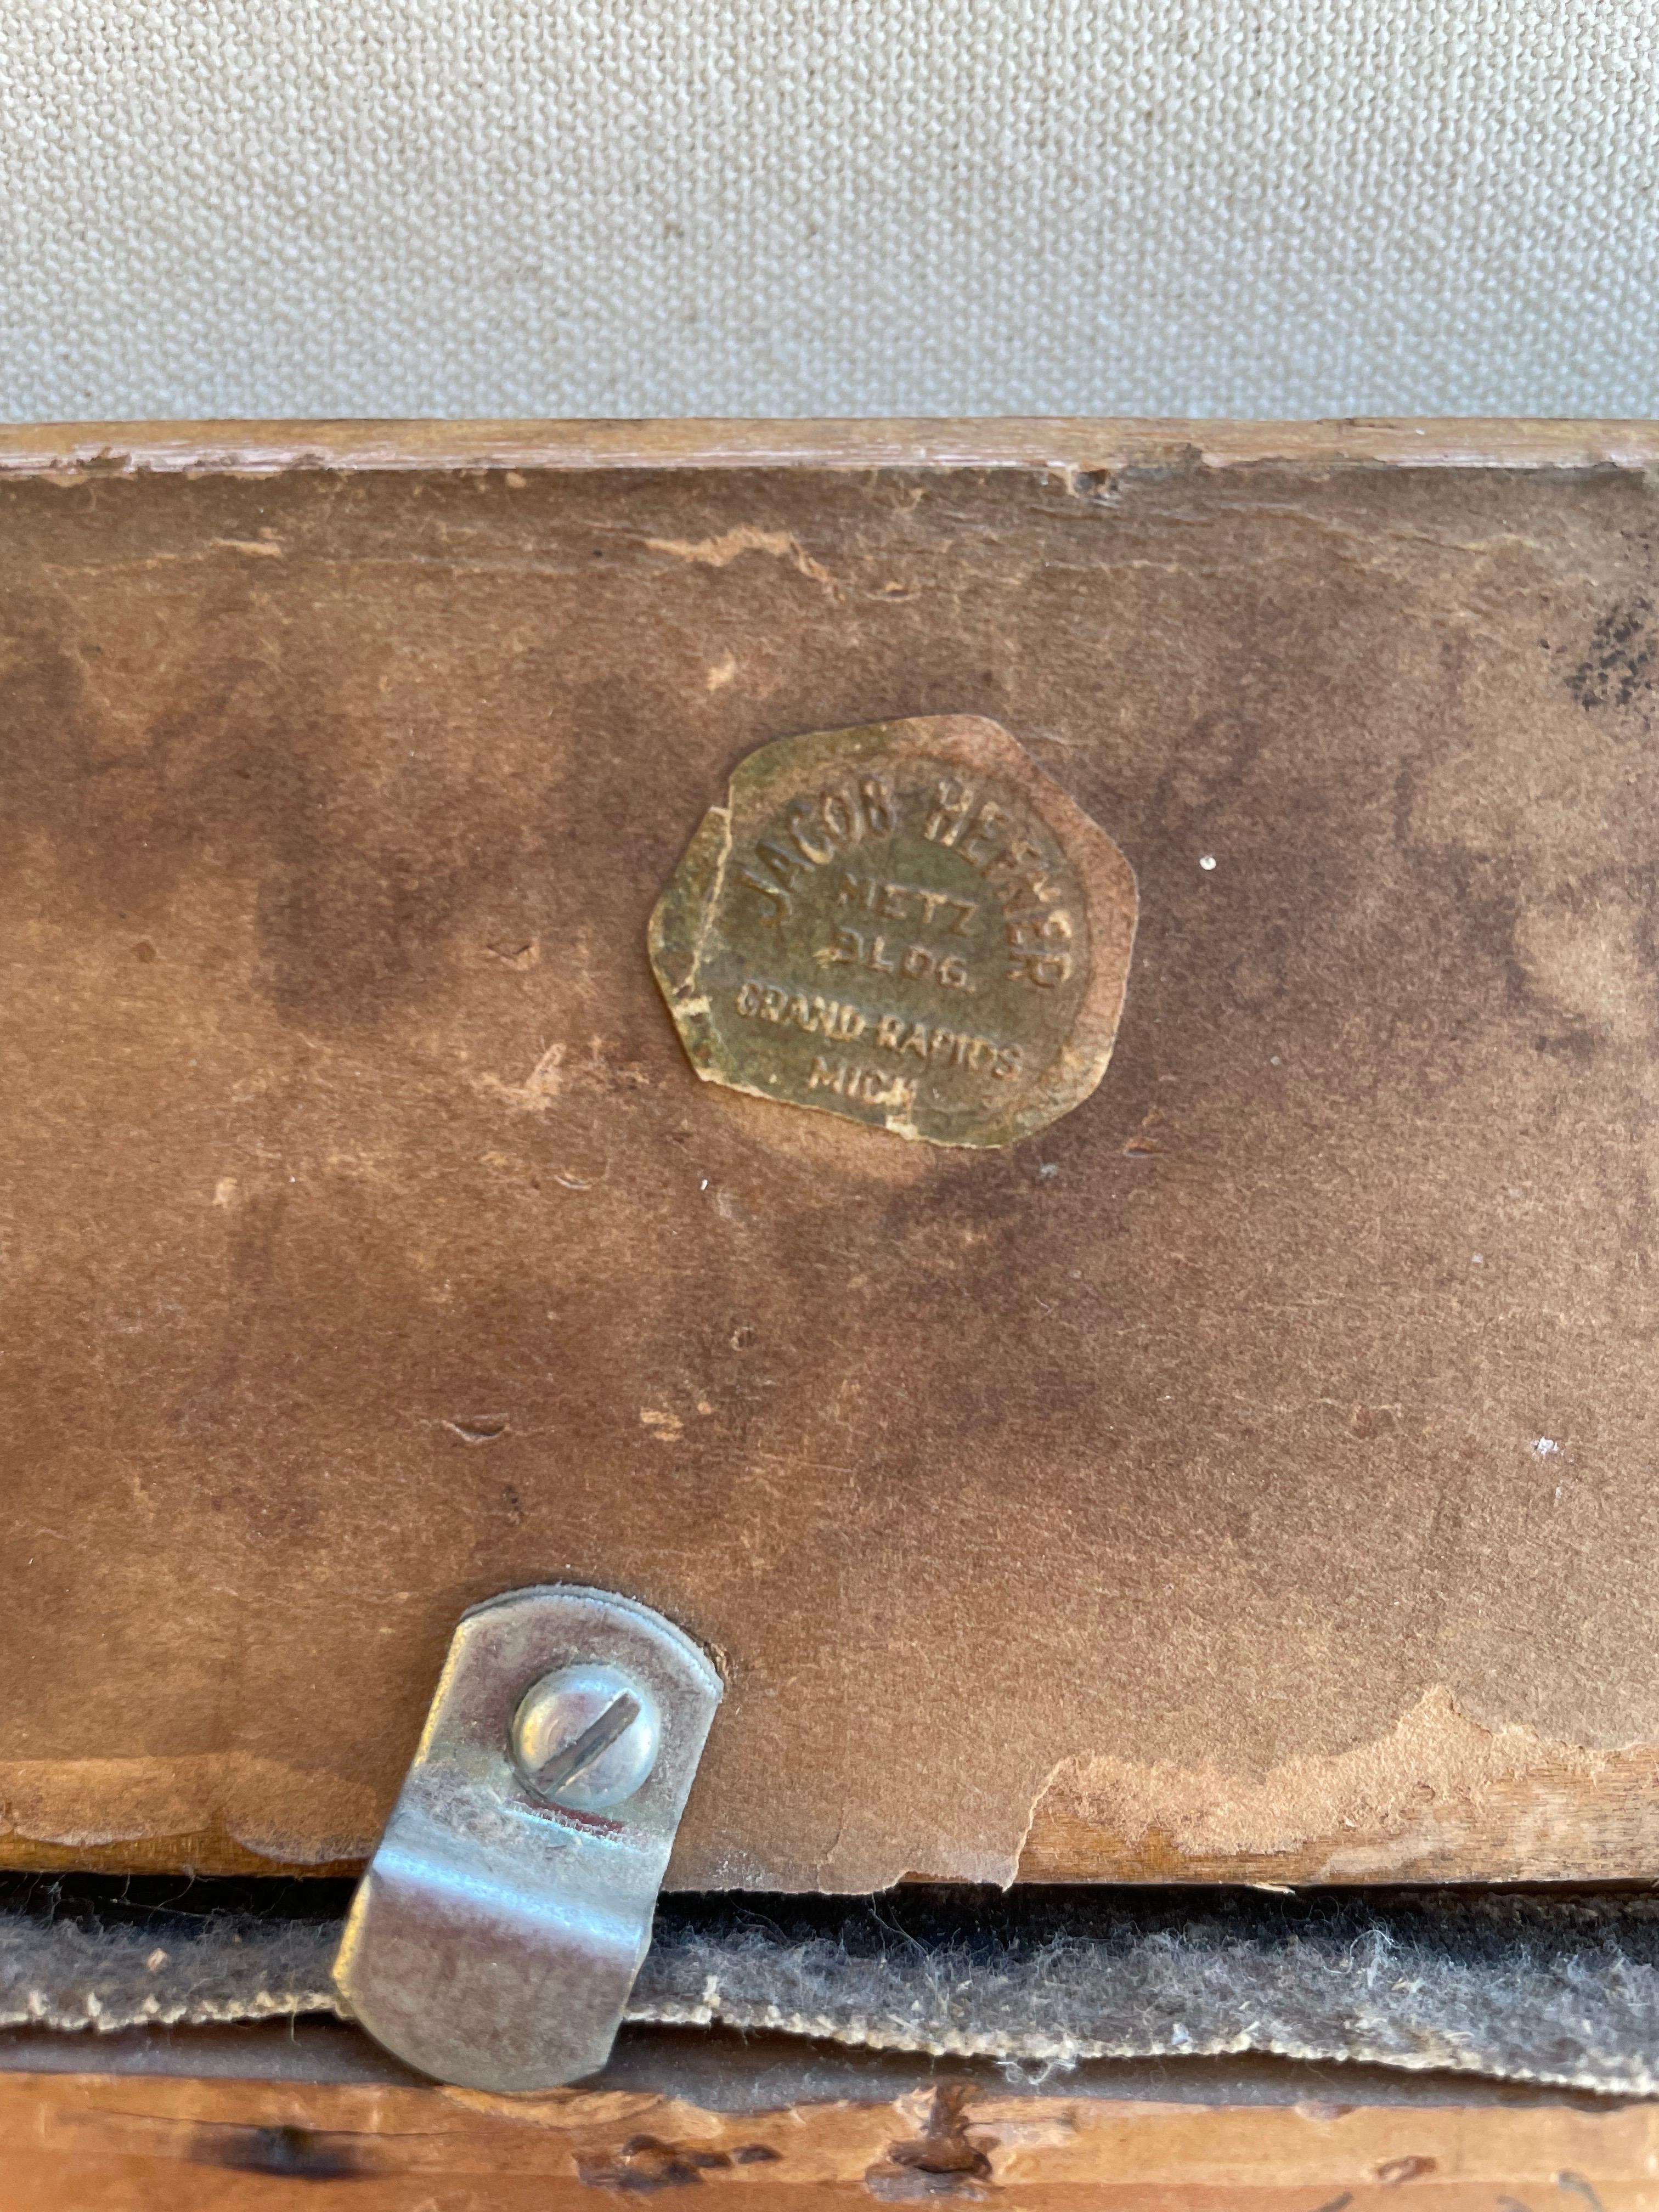 JACOB HEFNER
METZ
BLDG.
GRAND RAPIDS
MICH.